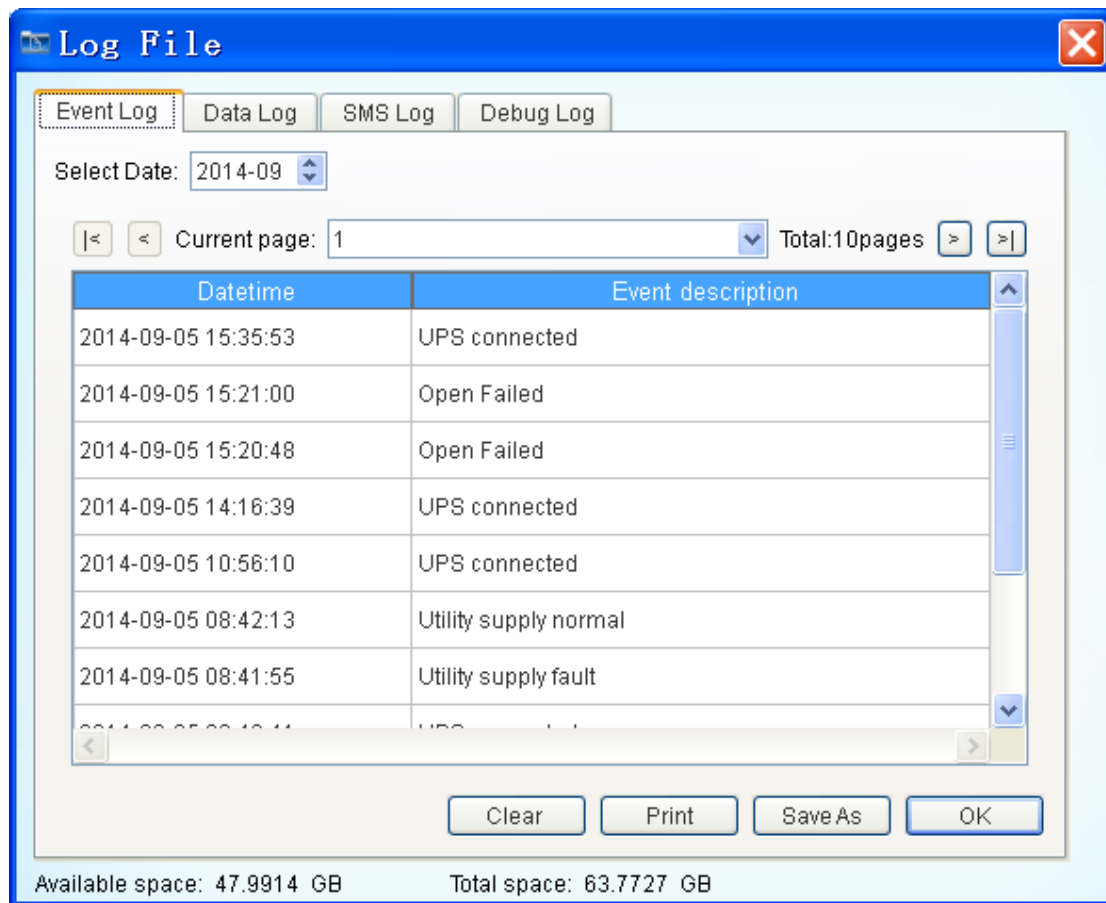 Log File
Event Log Data Log SMS Log Debug Log
Select Date: 2014-09
|< < Current page: 1 Total:10pages > >|
Datetime Event description
2014-09-05 15:35:53 UPS connected
2014-09-05 15:21:00 Open Failed
2014-09-05 15:20:48 Open Failed
2014-09-05 14:16:39 UPS connected
2014-09-05 10:56:10 UPS connected
2014-09-05 08:42:13 Utility supply normal
2014-09-05 08:41:55 Utility supply fault
Clear Print Save As OK
Available space: 47.9914 GB Total space: 63.7727 GB